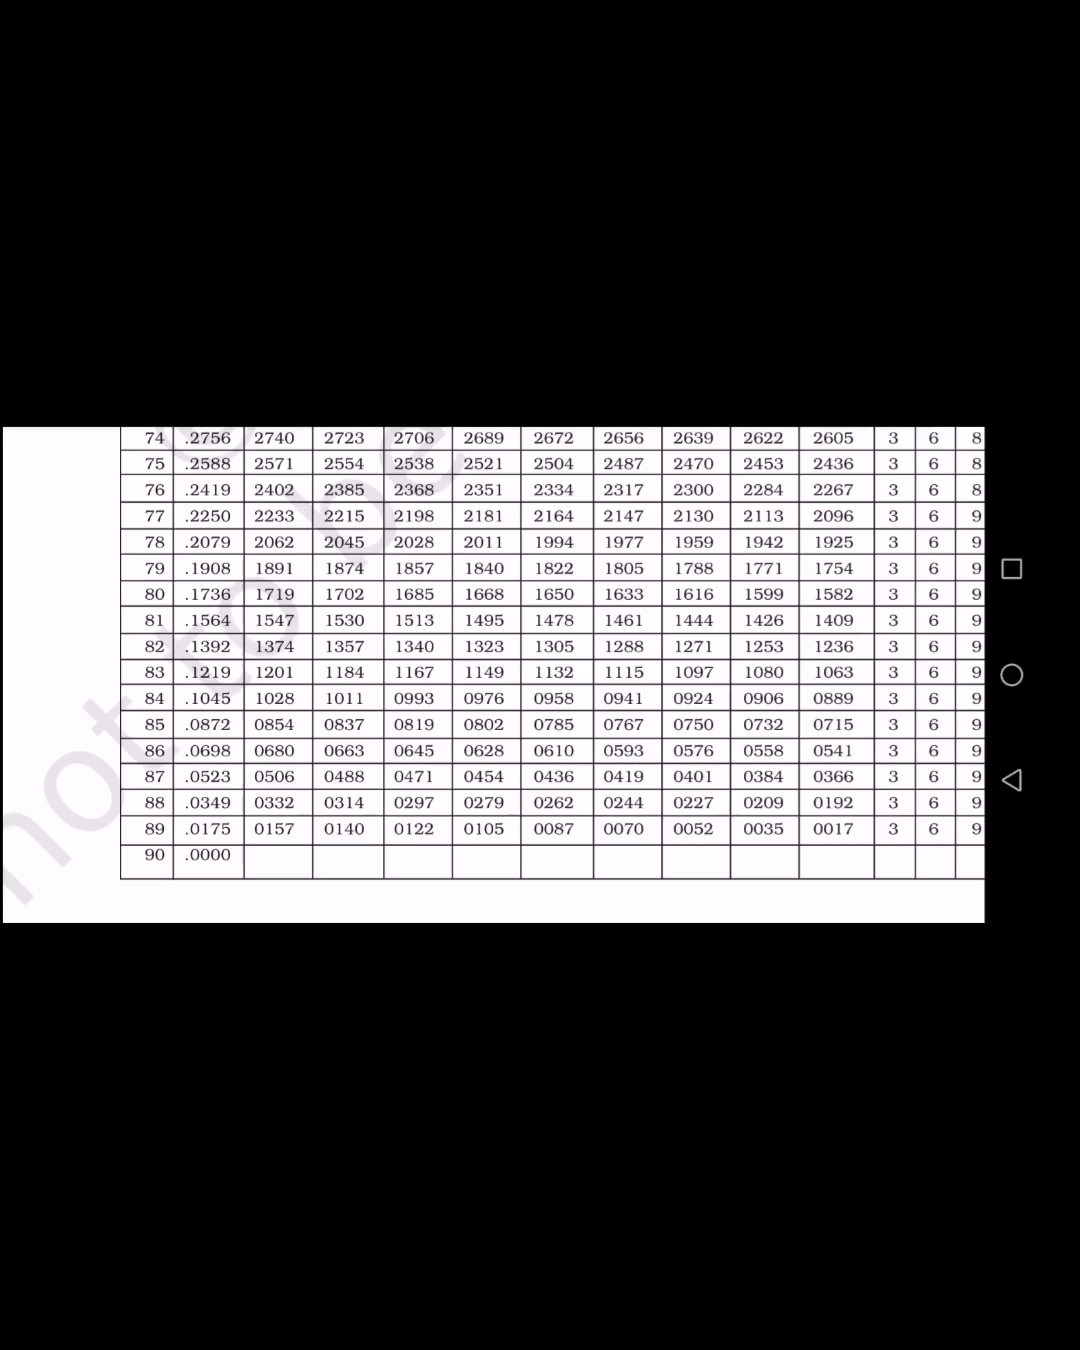 74 .2756 2740 2723 2706 2689 2672 2656 2639 2622 2605 3 6 8
75 .2588 2571 2554 2538 2521 2504 2487 2470 2453 2436 3 6 8
76 .2419 2402 2385 2368 2351 2334 2317 2300 2284 2267 3 6 8
77 .2250 2233 2215 2198 2181 2164 2147 2130 2113 2096 3 6 9
78 .2079 2062 2045 2028 2011 1994 1977 1959 1942 1925 3 6 9
79 .1908 1891 1874 1857 1840 1822 1805 1788 1771 1754 3 6 9
80 .1736 1719 1702 1685 1668 1650 1633 1616 1599 1582 3 6 9
81 .1564 1547 1530 1513 1495 1478 1461 1444 1426 1409 3 6 9
82 .1392 1374 1357 1340 1323 1305 1288 1271 1253 1236 3 6 9
83 .1219 1201 1184 1167 1149 1132 1115 1097 1080 1063 3 6 9
84 .1045 1028 1011 0993 0976 0958 0941 0924 0906 0889 3 6 9
85 .0872 0854 0837 0819 0802 0785 0767 0750 0732 0715 3 6 9
86 .0698 0680 0663 0645 0628 0610 0593 0576 0558 0541 3 6 9
87 .0523 0506 0488 0471 0454 0436 0419 0401 0384 0366 3 6 9
88 .0349 0332 0314 0297 0279 0262 0244 0227 0209 0192 3 6 9
89 .0175 0157 0140 0122 0105 0087 0070 0052 0035 0017 3 6 9
90 .0000
not to be